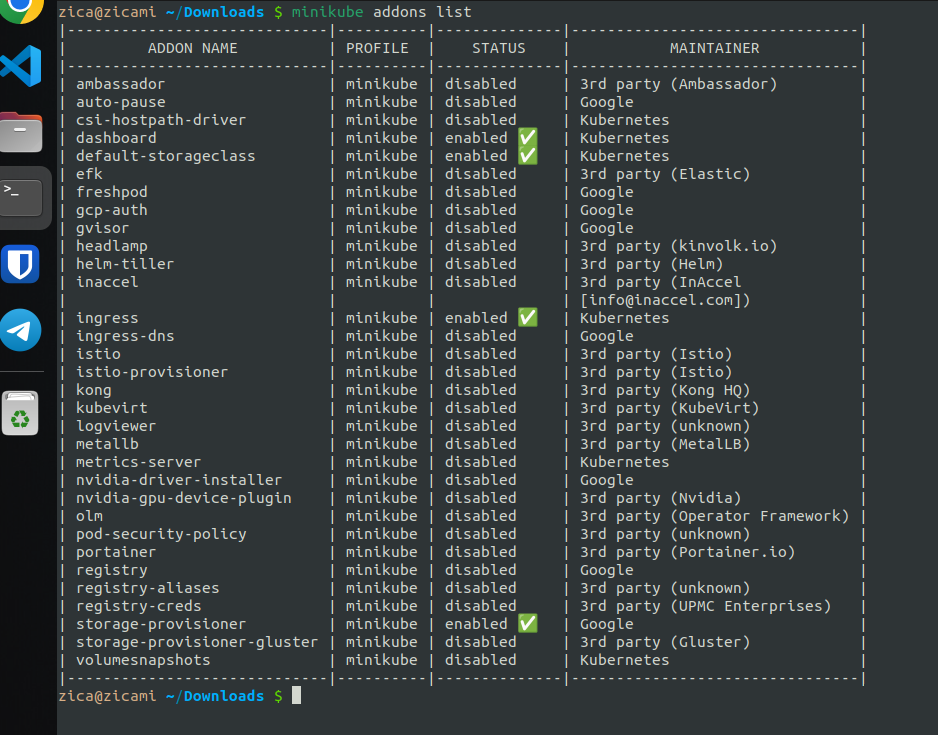 zica@zicami ~/Downloads $ minikube addons list
|-----------------------------|----------|--------------|--------------------------------|
|         ADDON NAME          | PROFILE  |    STATUS    |           MAINTAINER           |
|-----------------------------|----------|--------------|--------------------------------|
| ambassador                  | minikube | disabled     | 3rd party (Ambassador)         |
| auto-pause                  | minikube | disabled     | Google                         |
| csi-hostpath-driver         | minikube | disabled     | Kubernetes                     |
| dashboard                   | minikube | enabled ✅   | Kubernetes                     |
| default-storageclass        | minikube | enabled ✅   | Kubernetes                     |
| efk                         | minikube | disabled     | 3rd party (Elastic)            |
| freshpod                    | minikube | disabled     | Google                         |
| gcp-auth                    | minikube | disabled     | Google                         |
| gvisor                      | minikube | disabled     | Google                         |
| headlamp                    | minikube | disabled     | 3rd party (kinvolk.io)         |
| helm-tiller                 | minikube | disabled     | 3rd party (Helm)               |
| inaccel                     | minikube | disabled     | 3rd party (InAccel             |
|                             |          |              | [info@inaccel.com])            |
| ingress                     | minikube | enabled ✅   | Kubernetes                     |
| ingress-dns                 | minikube | disabled     | Google                         |
| istio                       | minikube | disabled     | 3rd party (Istio)              |
| istio-provisioner           | minikube | disabled     | 3rd party (Istio)              |
| kong                        | minikube | disabled     | 3rd party (Kong HQ)            |
| kubevirt                    | minikube | disabled     | 3rd party (KubeVirt)           |
| logviewer                   | minikube | disabled     | 3rd party (unknown)            |
| metallb                     | minikube | disabled     | 3rd party (MetalLB)            |
| metrics-server              | minikube | disabled     | Kubernetes                     |
| nvidia-driver-installer     | minikube | disabled     | Google                         |
| nvidia-gpu-device-plugin    | minikube | disabled     | 3rd party (Nvidia)             |
| olm                         | minikube | disabled     | 3rd party (Operator Framework) |
| pod-security-policy         | minikube | disabled     | 3rd party (unknown)            |
| portainer                   | minikube | disabled     | 3rd party (Portainer.io)       |
| registry                    | minikube | disabled     | Google                         |
| registry-aliases            | minikube | disabled     | 3rd party (unknown)            |
| registry-creds              | minikube | disabled     | 3rd party (UPMC Enterprises)   |
| storage-provisioner         | minikube | enabled ✅   | Google                         |
| storage-provisioner-gluster | minikube | disabled     | 3rd party (Gluster)            |
| volumesnapshots             | minikube | disabled     | Kubernetes                     |
|-----------------------------|----------|--------------|--------------------------------|
zica@zicami ~/Downloads $